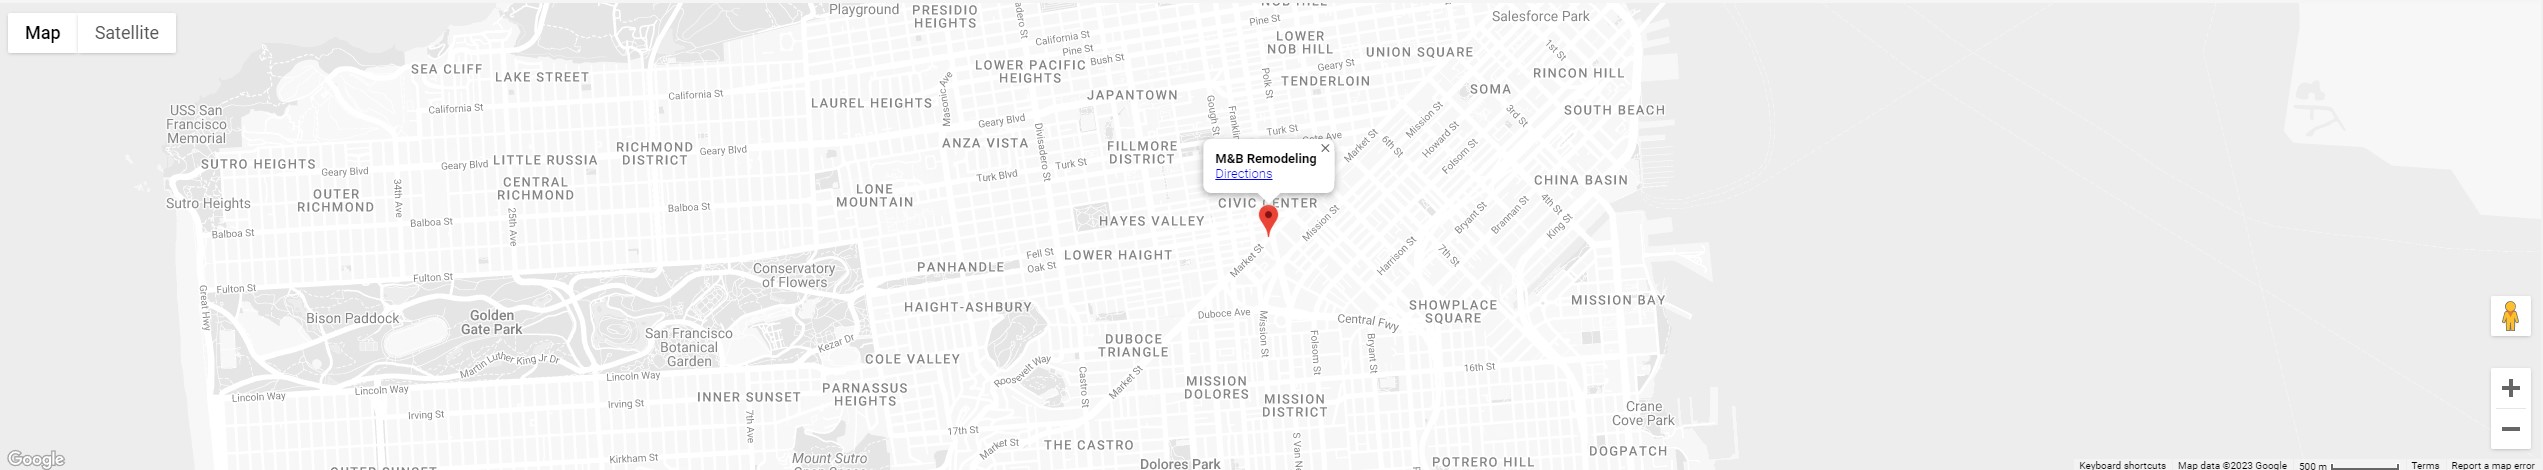 Map
Satellite
Playground
PRESIDIO
HEIGHTS
California St
Pine St
Bush St
Pine St
LOWER
NOB HILL
UNION SQUARE
Salesforce Park
1st St
SEA CLIFF
LAKE STREET
LOWER PACIFIC
HEIGHTS
Geary St
TENDERLOIN
Polk St
RINCON HILL
SOMA
USS San
Francisco
Memorial
California St
California St
LAUREL HEIGHTS
Masonic Ave
JAPANTOWN
Gough St
Franklin
Mission St
3rd St
SOUTH BEACH
Geary Blvd
Divisadero St
Turk St
Market St
6th St
Howard St
Folsom St
SUTRO HEIGHTS
Geary Blvd
LITTLE RUSSIA
Geary Blvd
RICHMOND
DISTRICT
Geary Blvd
ANZA VISTA
Turk St
FILLMORE
DISTRICT
M&B Remodeling
Directions
OUTER
RICHMOND
34th Ave
CENTRAL
RICHMOND
Turk Blvd
LONE
MOUNTAIN
CHINA BASIN
Sutro Heights
25th Ave
Balboa St
CIVIC CENTER
4th St
King St
Brannan St
Bryant St
Balboa St
Balboa St
HAYES VALLEY
Mission St
Fell St
Oak St
LOWER HAIGHT
Market St
Harrison St
7th St
Fulton St
Fulton St
Conservatory
of Flowers
PANHANDLE
Great Hwy
Bison Paddock
Golden
Gate Park
San Francisco
Botanical
Garden
HAIGHT-ASHBURY
Duboce Ave
Mission St
Central Fwy
SHOWPLACE
SQUARE
MISSION BAY
Martin Luther King Jr Dr
Kezar Dr
COLE VALLEY
DUBOCE
TRIANGLE
Folsom St
Bryant St
Lincoln Way
Lincoln Way
Lincoln Way
Roosevelt Way
Castro St
Market St
16th St
Irving St
Irving St
INNER SUNSET
7th Ave
PARNASSUS
HEIGHTS
MISSION
DOLORES
MISSION
DISTRICT
Crane
Cove Park
17th St
Market St
THE CASTRO
S Van Ne
DOGPATCH
Google
OUTER SUNSET
Kirkham St
Mount Sutro
Dolores Park
POTRERO HILL
Keyboard shortcuts
Map data ©2023 Google
500 m
Terms
Report a map error